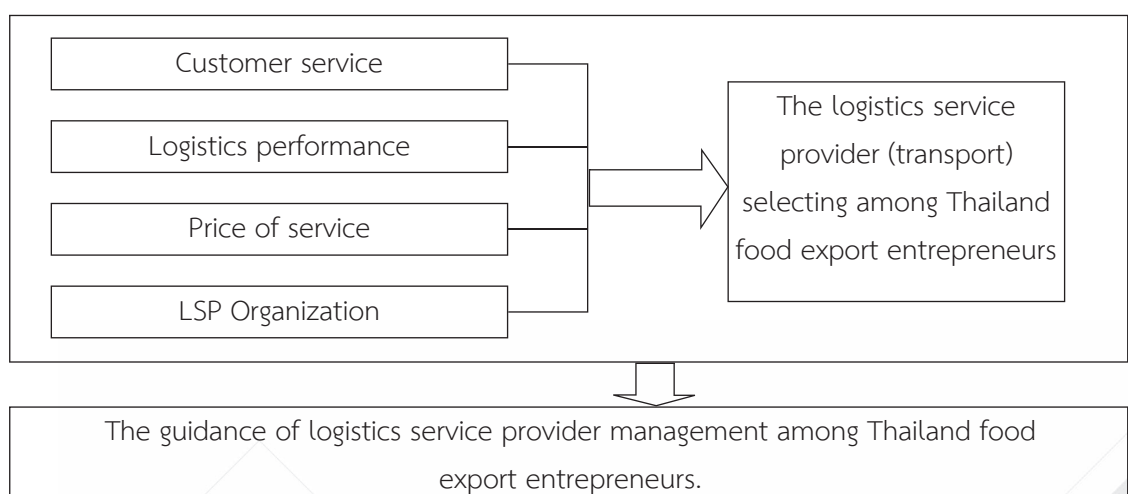 Customer service
Logistics performance
Price of service
LSP Organization
The logistics service
provider (transport)
selecting among Thailand
food export entrepreneurs
The guidance of logistics service provider management among Thailand food
export entrepreneurs.